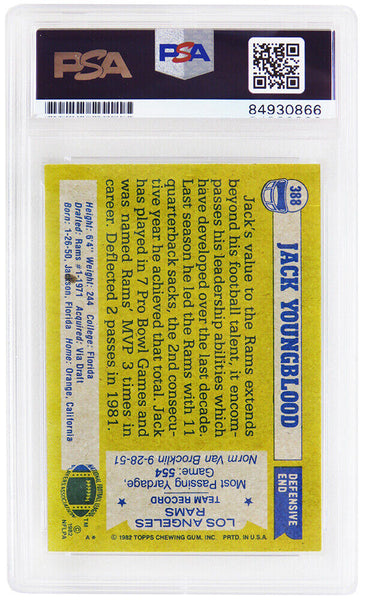 PSA
PSA
84930866
388
JACK YOUNGBLOOD
DEFENSIVE
END
Jack's value to the Rams extends
beyond his football talent, it encom-
passes his leadership abilities which
have developed over the last decade.
Last season he led the Rams with 11
quarterback sacks, the 2nd consecu-
tive year he achieved that total. Jack
has played in 7 Pro Bowl Games and
was named Rams' MVP 3 times in
career. Deflected 2 passes in 1981.
LOS ANGELES
RAMS
TEAM RECORD
Most Passing Yardage,
Game: 554
Norm Van Brocklin 9-28-51
Height: 6'4" Weight: 244 College: Florida
Drafted: Rams #1-1971 Acquired: Via Draft
Born: 1-26-50, Jackson, Florida Home: Orange, California
© 1982
NFLPA
A
© 1982 TOPPS CHEWING GUM, INC. PRTD. IN U.S.A.